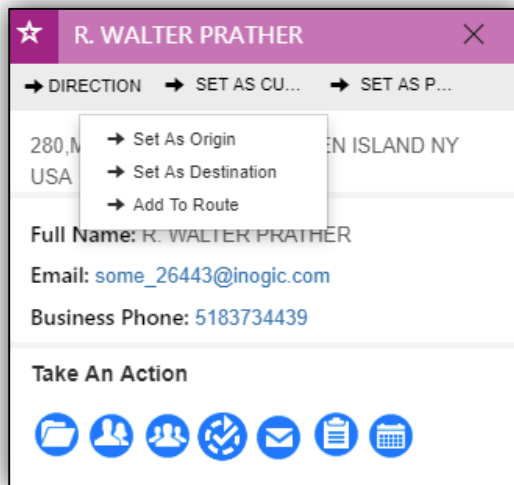 R. WALTER PRATHER
DIRECTION SET AS CU... SET AS P...
Set As Origin
280,M EN ISLAND NY
Set As Destination
USA
Add To Route
Full Name: R. WALTER PRATHER
Email: some_26443@inogic.com
Business Phone: 5183734439
Take An Action